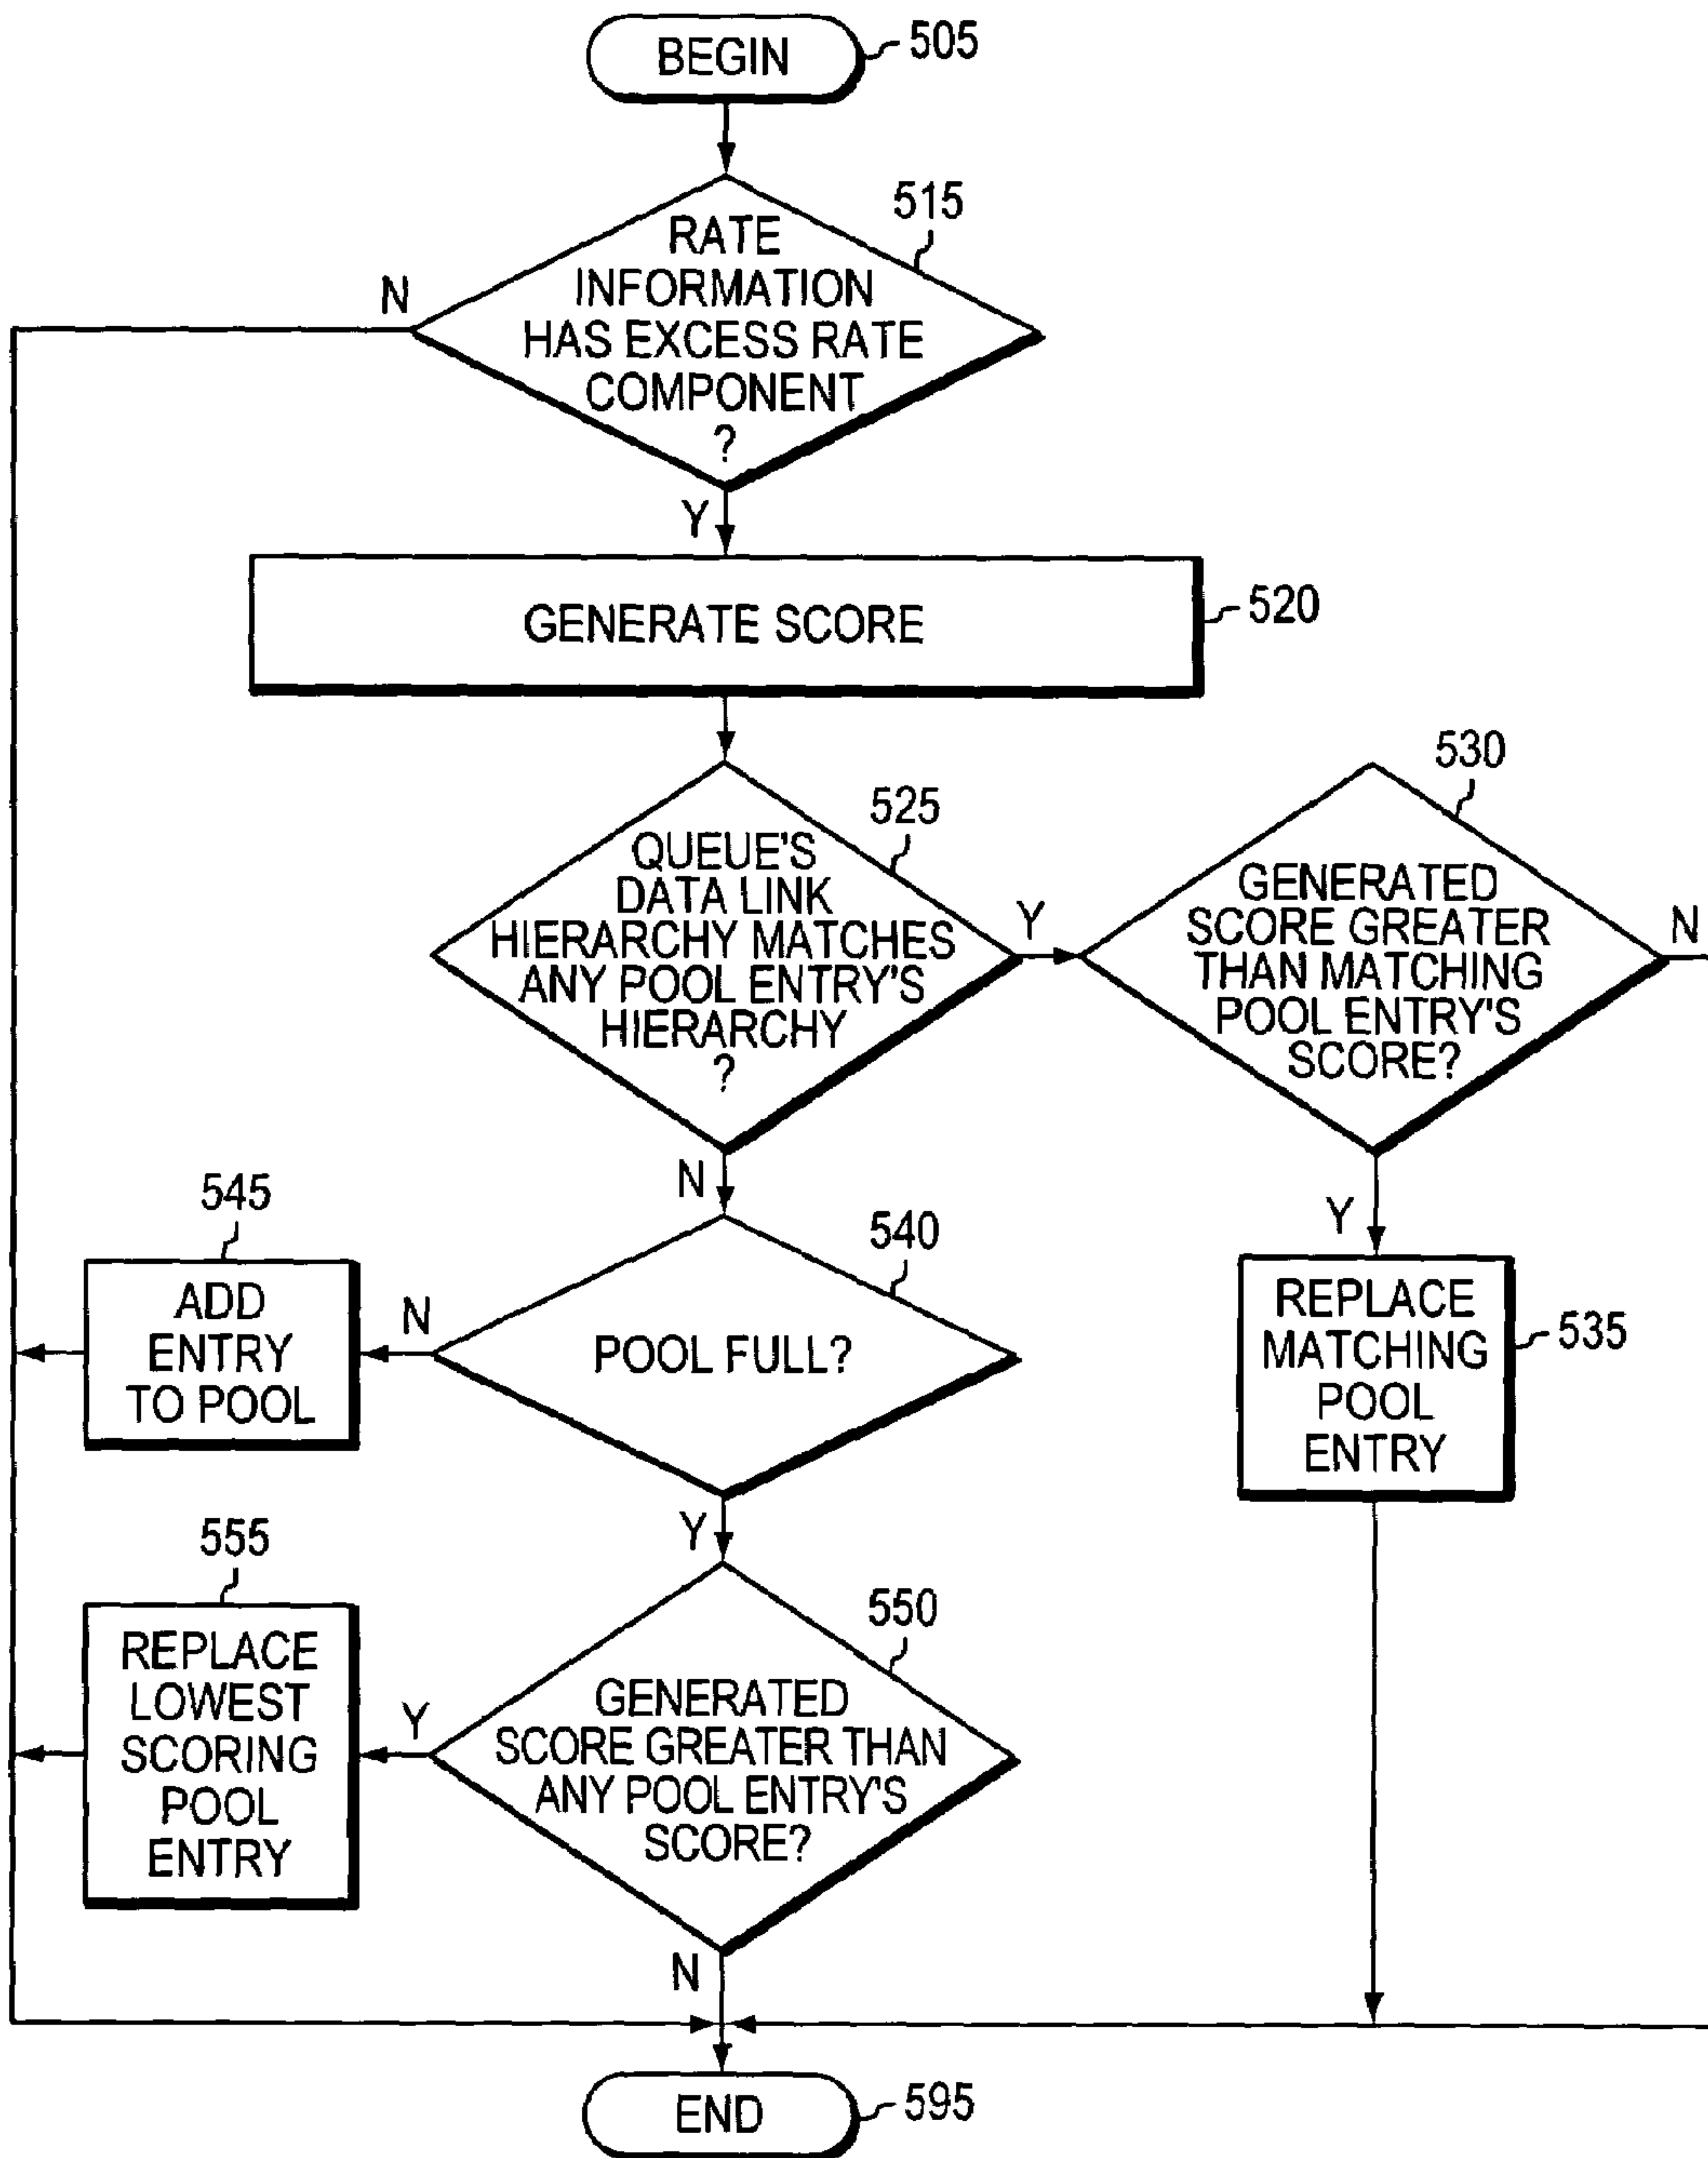 BEGIN
505
RATE
INFORMATION
HAS EXCESS RATE
COMPONENT
?
515
N
Y
GENERATE SCORE
520
QUEUE'S
DATA LINK
HIERARCHY MATCHES
ANY POOL ENTRY'S
HIERARCHY
?
525
Y
N
GENERATED
SCORE GREATER
THAN MATCHING
POOL ENTRY'S
SCORE?
530
N
Y
REPLACE
MATCHING
POOL
ENTRY
535
POOL FULL?
540
N
Y
545
ADD
ENTRY
TO POOL
GENERATED
SCORE GREATER THAN
ANY POOL ENTRY'S
SCORE?
550
Y
N
555
REPLACE
LOWEST
SCORING
POOL
ENTRY
END
595